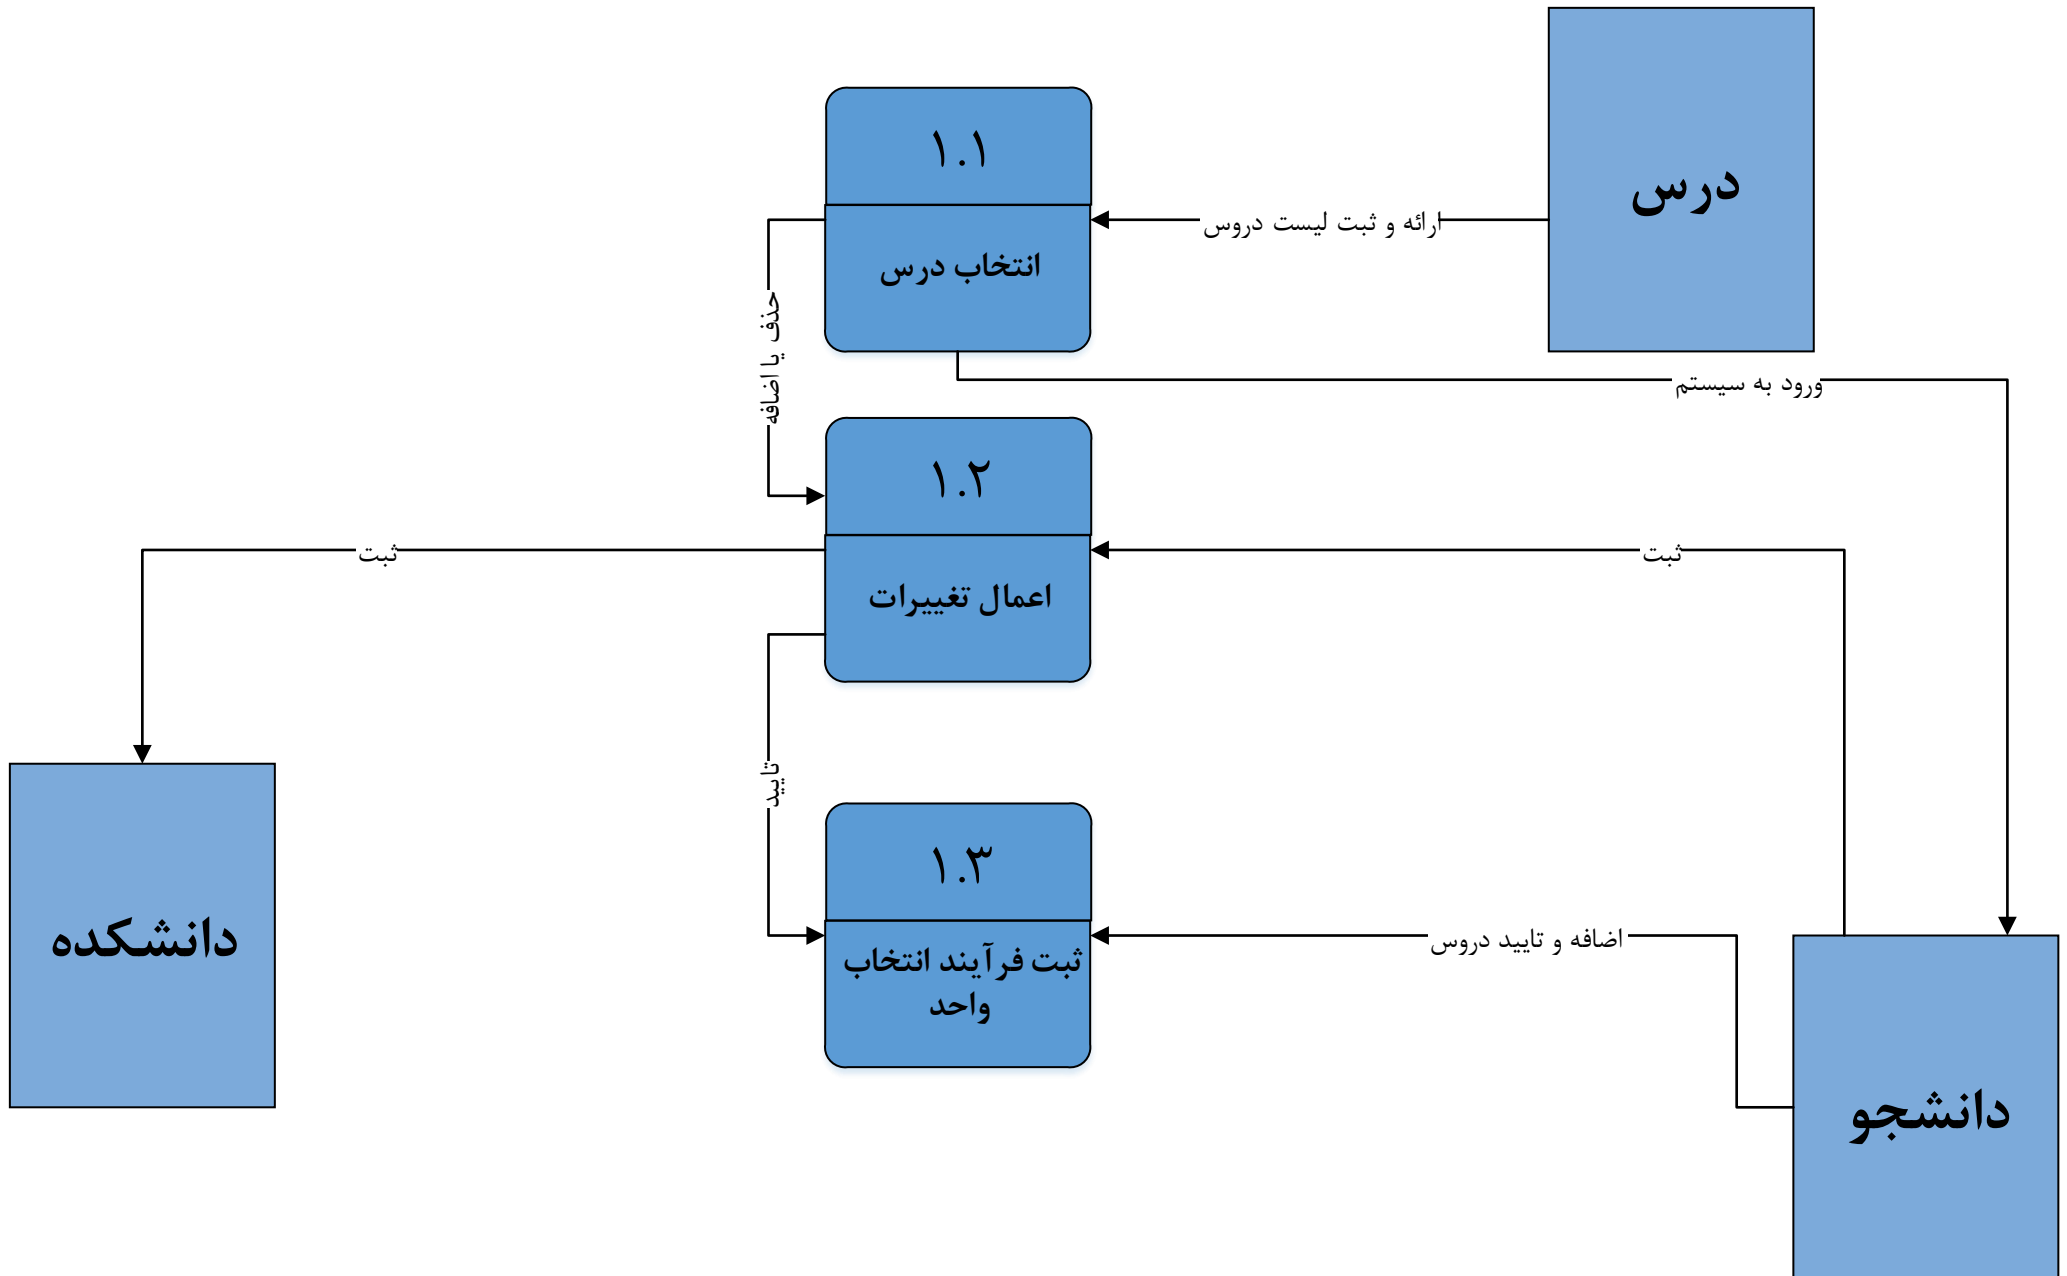 درس
۱.۱
ارائه و ثبت لیست دروس
انتخاب درس
حذف یا اضافه
ورود به سیستم
۱.۲
ثبت
ثبت
اعمال تغییرات
تایید
۱.۳
اضافه و تایید دروس
دانشکده
ثبت فرآیند انتخاب
واحد
دانشجو